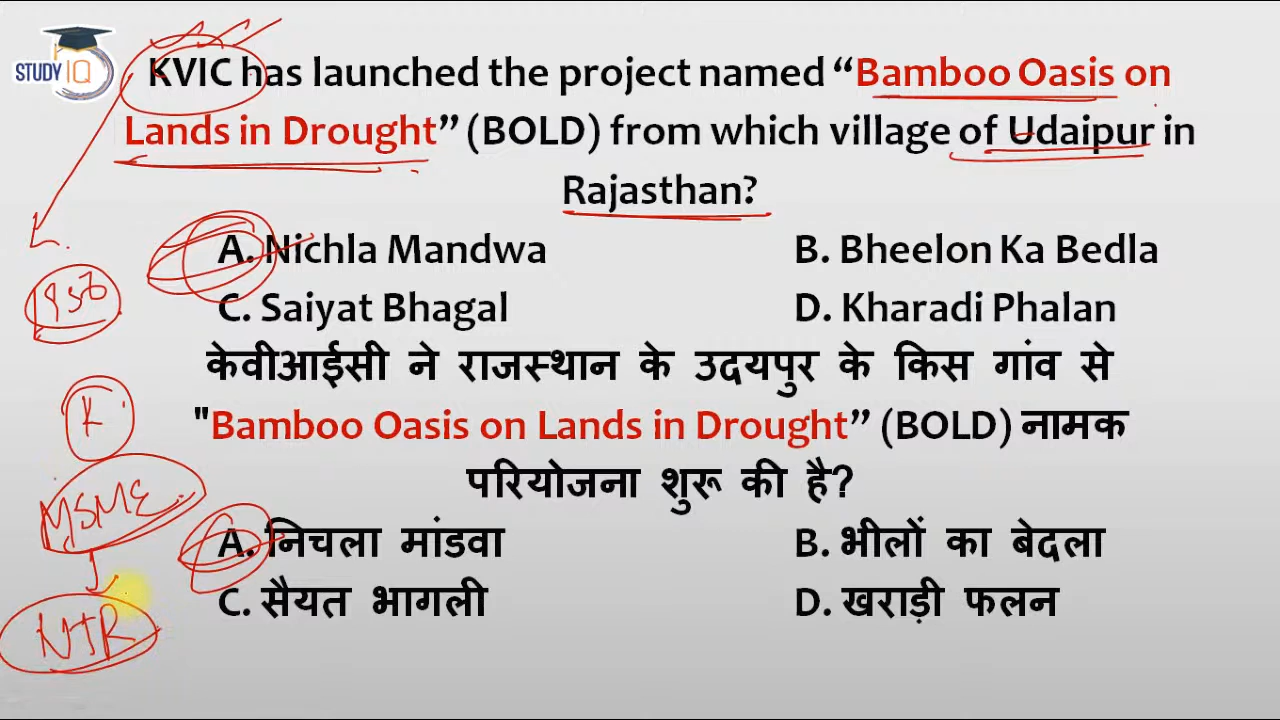 STUDY IQ
KVIC has launched the project named “Bamboo Oasis on
Lands in Drought” (BOLD) from which village of Udaipur in
Rajasthan?
A. Nichla Mandwa B. Bheelon Ka Bedla
C. Saiyat Bhagal D. Kharadi Phalan
1956
केवीआईसी ने राजस्थान के उदयपुर के किस गांव से
"Bamboo Oasis on Lands in Drought” (BOLD) नामक
K
परियोजना शुरू की है?
MSME
A. निचला मांडवा B. भीलों का बेदला
C. सैयत भागली D. खराड़ी फलन